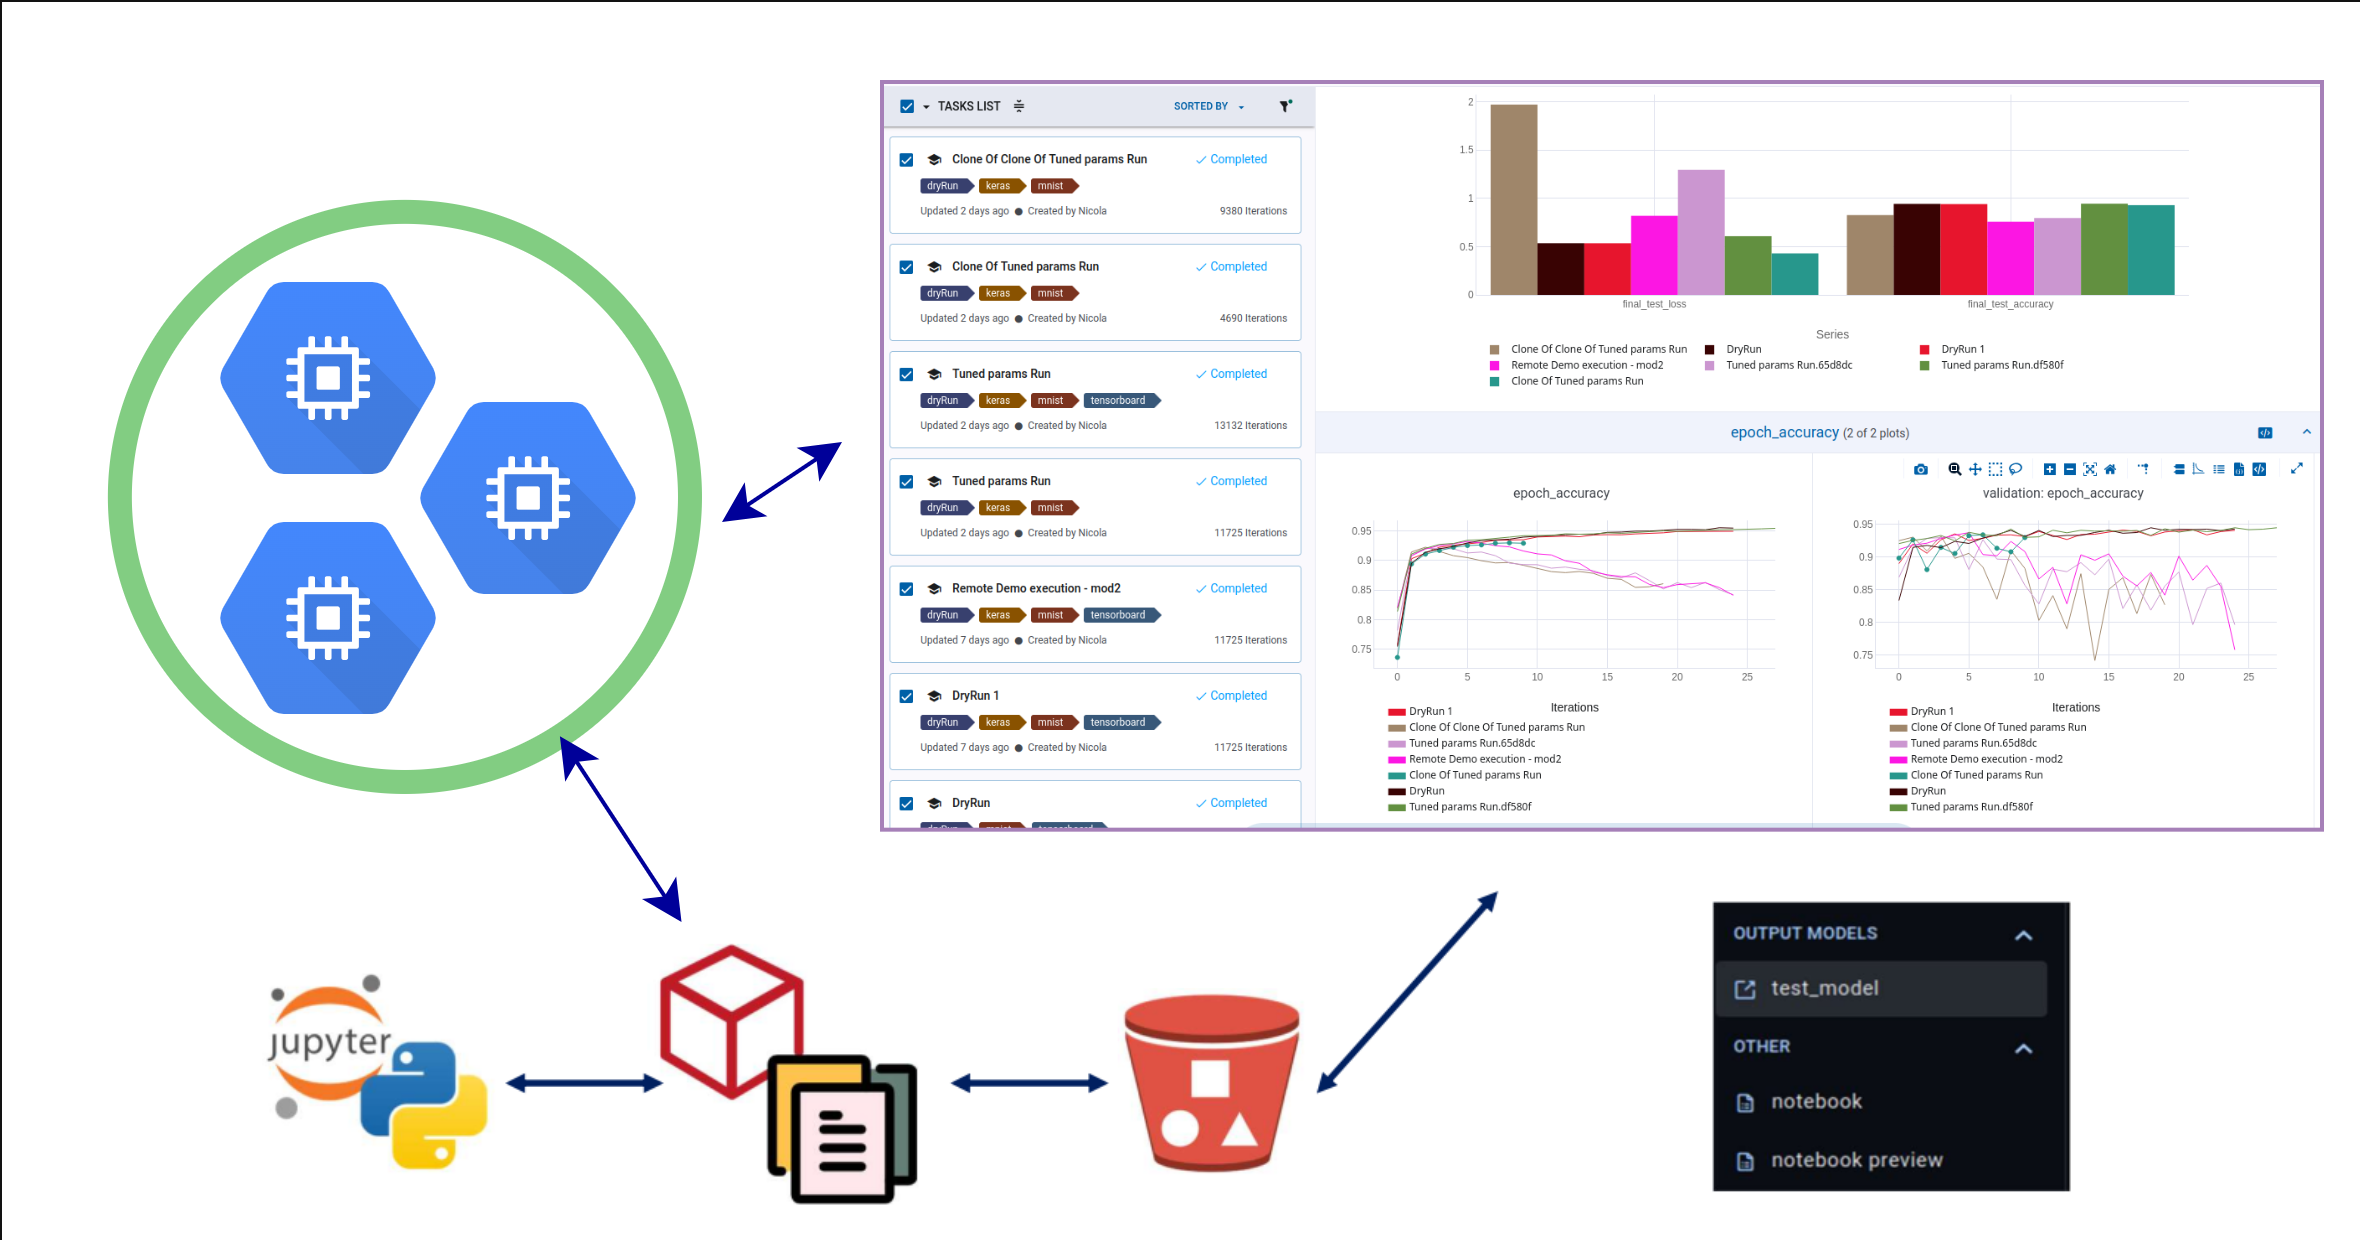 TASKS LIST
SORTED BY
Clone Of Clone Of Tuned params Run
Completed
dryRun keras mnist
Updated 2 days ago ● Created by Nicola
9380 Iterations
Clone Of Tuned params Run
Completed
dryRun keras mnist
Updated 2 days ago ● Created by Nicola
4690 Iterations
Tuned params Run
Completed
dryRun keras mnist tensorboard
Updated 2 days ago ● Created by Nicola
13132 Iterations
Tuned params Run
Completed
dryRun keras mnist
Updated 2 days ago ● Created by Nicola
11725 Iterations
Remote Demo execution - mod2
Completed
dryRun keras mnist tensorboard
Updated 7 days ago ● Created by Nicola
11725 Iterations
DryRun 1
Completed
dryRun keras mnist tensorboard
Updated 7 days ago ● Created by Nicola
11725 Iterations
DryRun
Completed
2
1.5
1
0.5
0
final_test_loss
final_test_accuracy
Series
Clone Of Clone Of Tuned params Run
DryRun
DryRun 1
Remote Demo execution - mod2
Tuned params Run.65d8dc
Tuned params Run.df580f
Clone Of Tuned params Run
epoch_accuracy (2 of 2 plots)
epoch_accuracy
0.95
0.9
0.85
0.8
0.75
0 5 10 15 20 25
Iterations
DryRun 1
Clone Of Clone Of Tuned params Run
Tuned params Run.65d8dc
Remote Demo execution - mod2
Clone Of Tuned params Run
DryRun
Tuned params Run.df580f
validation: epoch_accuracy
0.95
0.9
0.85
0.8
0.75
0 5 10 15 20 25
Iterations
DryRun 1
Clone Of Clone Of Tuned params Run
Tuned params Run.65d8dc
Remote Demo execution - mod2
Clone Of Tuned params Run
DryRun
Tuned params Run.df580f
jupyter
OUTPUT MODELS
test_model
OTHER
notebook
notebook preview